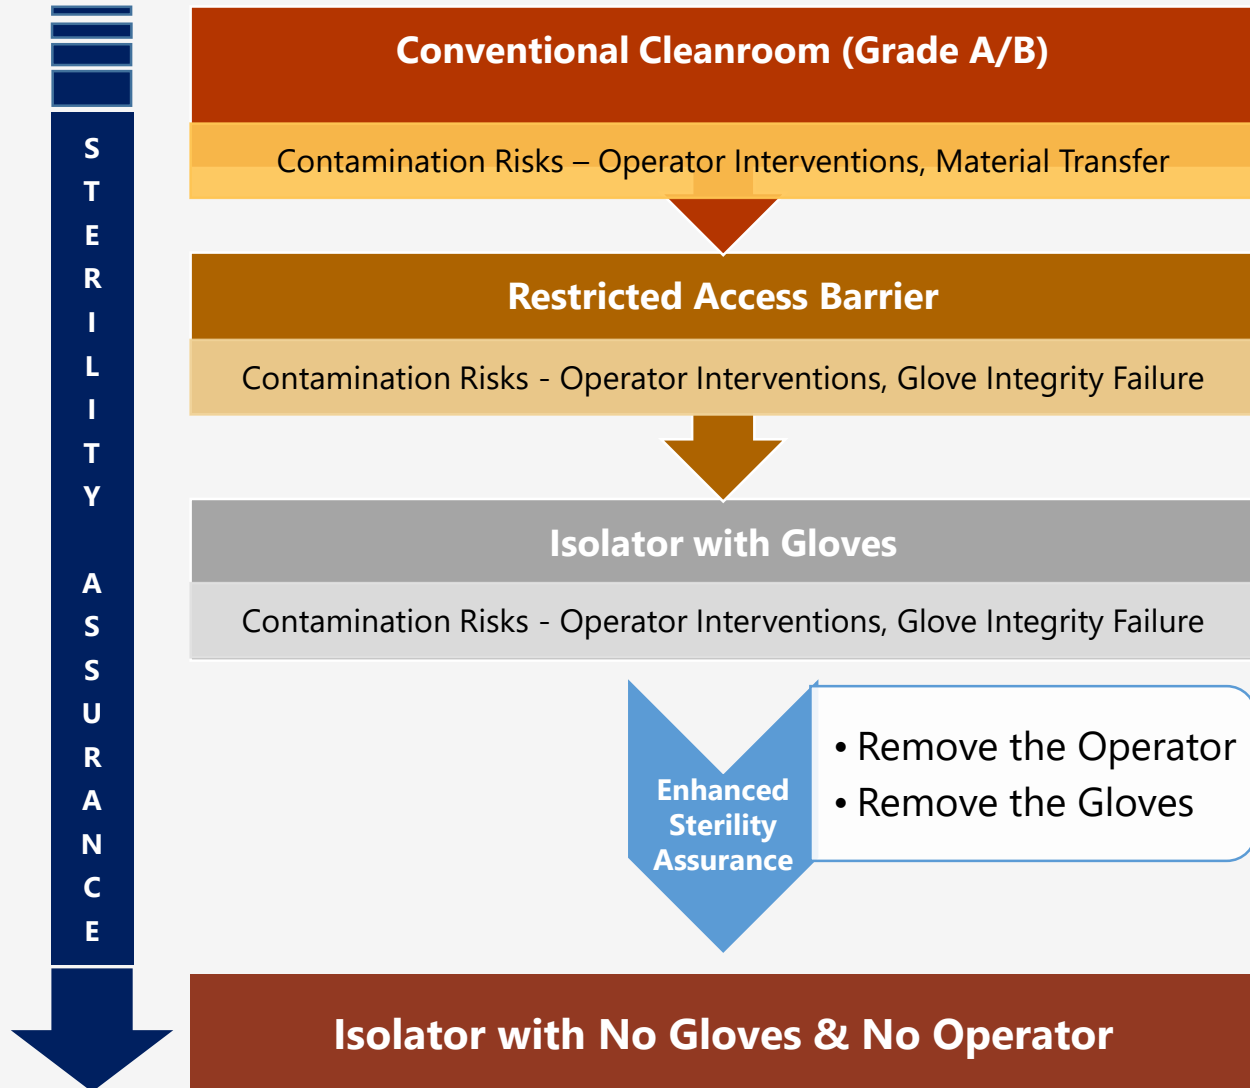 STERILITY ASSURANCE
Conventional Cleanroom (Grade A/B)
Contamination Risks – Operator Interventions, Material Transfer
Restricted Access Barrier
Contamination Risks - Operator Interventions, Glove Integrity Failure
Isolator with Gloves
Contamination Risks - Operator Interventions, Glove Integrity Failure
Enhanced
Sterility
Assurance
• Remove the Operator
• Remove the Gloves
Isolator with No Gloves & No Operator